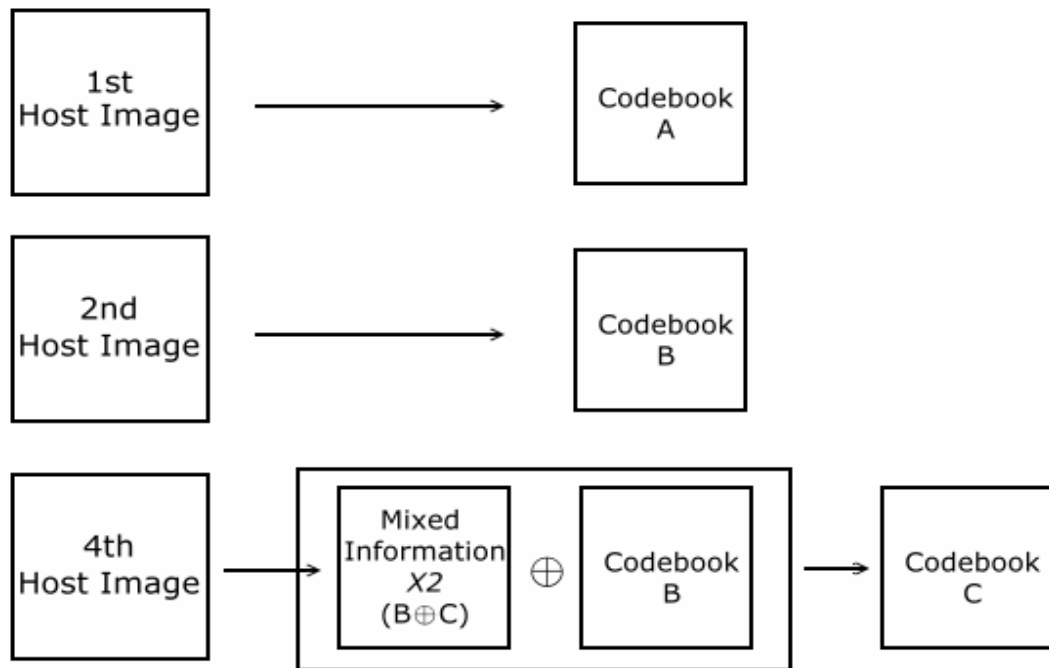 1st
Host Image
Codebook
A
2nd
Host Image
Codebook
B
4th
Host Image
Mixed
Information
X2
(B⊕C)
⊕
Codebook
B
Codebook
C